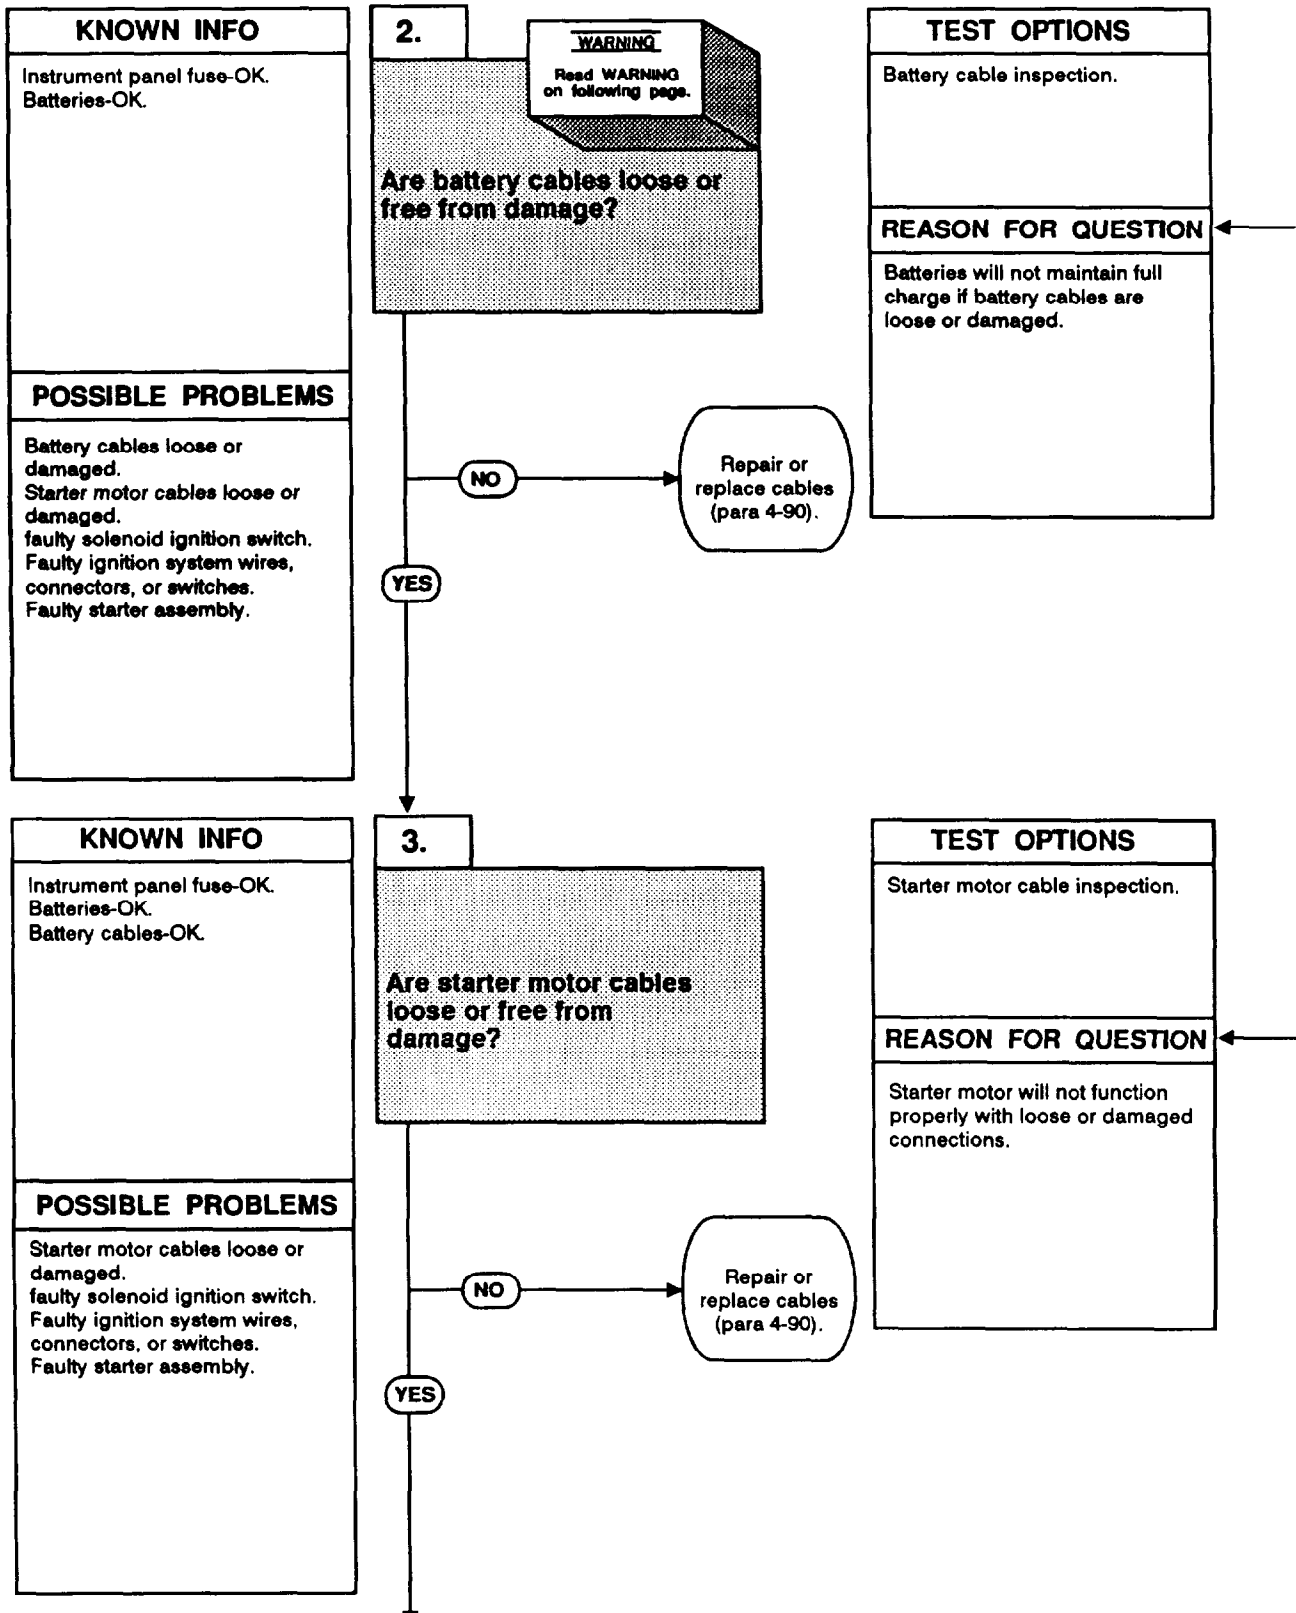 KNOWN INFO
Instrument panel fuse-OK.
Batteries-OK.
POSSIBLE PROBLEMS
Battery cables loose or
damaged.
Starter motor cables loose or
damaged.
faulty solenoid ignition switch.
Faulty ignition system wires,
connectors, or switches.
Faulty starter assembly.
2.
WARNING
Read WARNING
on following page.
Are battery cables loose or
free from damage?
NO
Repair or
replace cables
(para 4-90).
YES
TEST OPTIONS
Battery cable inspection.
REASON FOR QUESTION
Batteries will not maintain full
charge if battery cables are
loose or damaged.
KNOWN INFO
Instrument panel fuse-OK.
Batteries-OK.
Battery cables-OK.
POSSIBLE PROBLEMS
Starter motor cables loose or
damaged.
faulty solenoid ignition switch.
Faulty ignition system wires,
connectors, or switches.
Faulty starter assembly.
3.
Are starter motor cables
loose or free from
damage?
NO
Repair or
replace cables
(para 4-90).
YES
TEST OPTIONS
Starter motor cable inspection.
REASON FOR QUESTION
Starter motor will not function
properly with loose or damaged
connections.